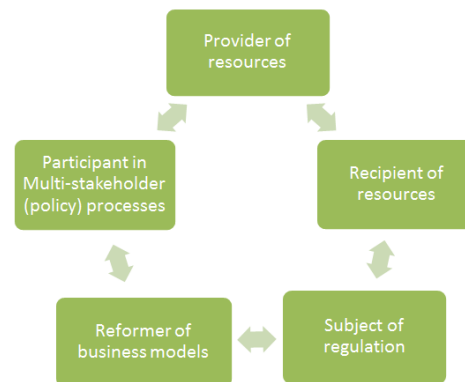 Provider of
resources
Participant in
Multi-stakeholder
(policy) processes
Recipient of
resources
Reformer of
business models
Subject of
regulation